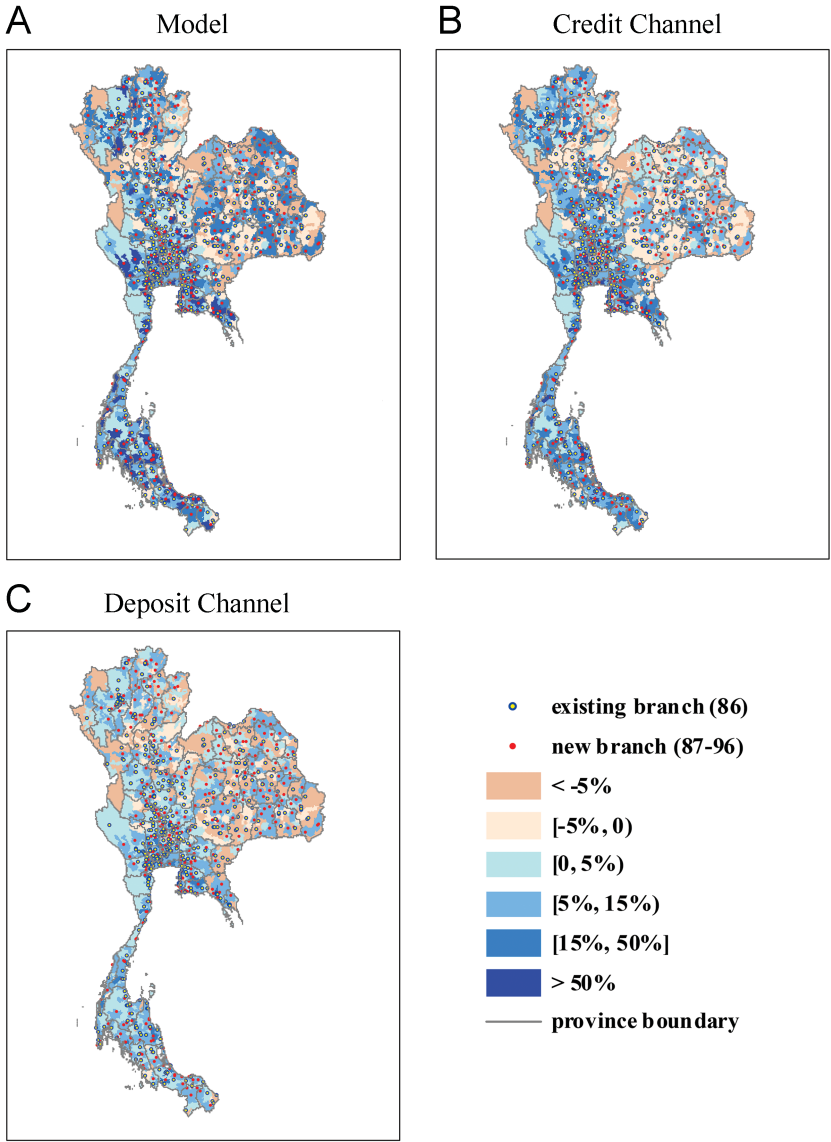 A
Model
B
Credit Channel
C
Deposit Channel
existing branch (86)
new branch (87-96)
< -5%
[-5%, 0)
[0, 5%)
[5%, 15%)
[15%, 50%]
> 50%
province boundary